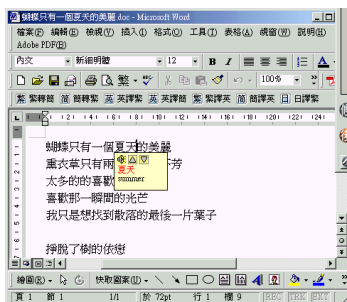 蝴蝶只有一個夏天的美麗.doc - Microsoft Word
檔案(F) 編輯(E) 檢視(V) 插入(I) 格式(O) 工具(T) 表格(A) 視窗(W) 說明(H)
Adobe PDF(B)
內文 新細明體 12 B I
100%
繁 繁轉簡 簡 簡轉繁 英 英譯繁 英 英譯簡 繁 繁譯英 簡 簡譯英 日 日譯繁
蝴蝶只有一個夏天的美麗
薰衣草只有兩 芳
夏天
summer
太多的的喜歡
喜歡那一瞬間的光芒
我只是想找到散落的最後一片葉子
掙脫了樹的依戀
繪圖(R) 快取圖案(U)
頁 1 節 1 1/1 於 72pt 行 1 欄 9 REC TRK EXT